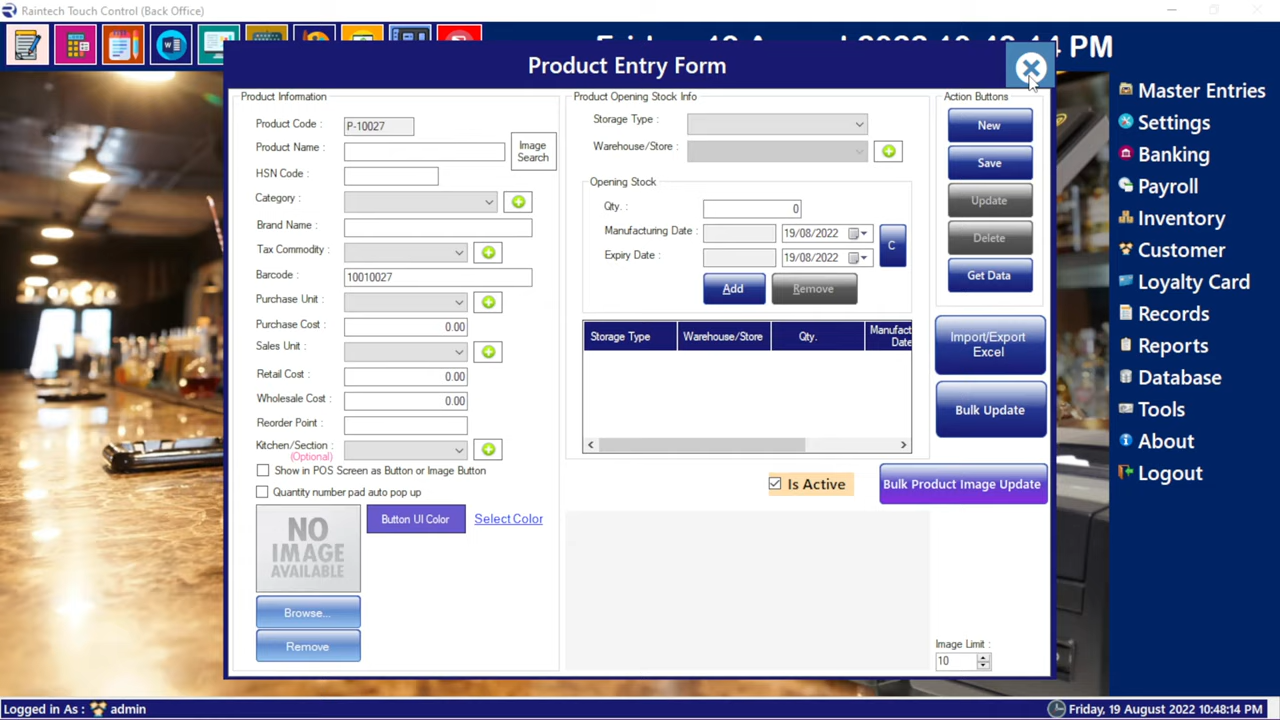 Raintech Touch Control (Back Office)
PM
Product Entry Form
Product Information
Product Code :
P-10027
Product Name :
Image
Search
HSN Code :
Category :
Brand Name :
Tax Commodity :
Barcode :
10010027
Purchase Unit :
Purchase Cost :
0.00
Sales Unit :
Retail Cost :
0.00
Wholesale Cost :
0.00
Reorder Point :
Kitchen/Section :
(Optional)
Show in POS Screen as Button or Image Button
Quantity number pad auto pop up
NO
IMAGE
AVAILABLE
Button UI Color
Select Color
Browse...
Remove
Product Opening Stock Info
Storage Type :
Warehouse/Store :
Opening Stock
Qty. :
0
Manufacturing Date :
19/08/2022
Expiry Date :
19/08/2022
C
Add
Remove
Storage Type
Warehouse/Store
Qty.
Manufact
Date
Is Active
Action Buttons
New
Save
Update
Delete
Get Data
Import/Export
Excel
Bulk Update
Bulk Product Image Update
Image Limit :
10
Master Entries
Settings
Banking
Payroll
Inventory
Customer
Loyalty Card
Records
Reports
Database
Tools
About
Logout
Logged in As : admin
Friday, 19 August 2022 10:48:14 PM